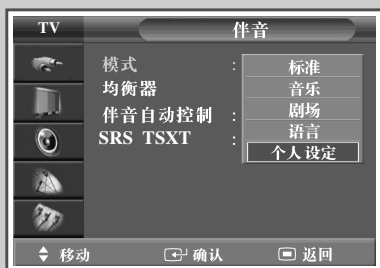 TV 伴音
模式 : 标准
均衡器 音乐
伴音自动控制 : 剧场
SRS TSXT : 语言
个人设定
移动 确认 返回